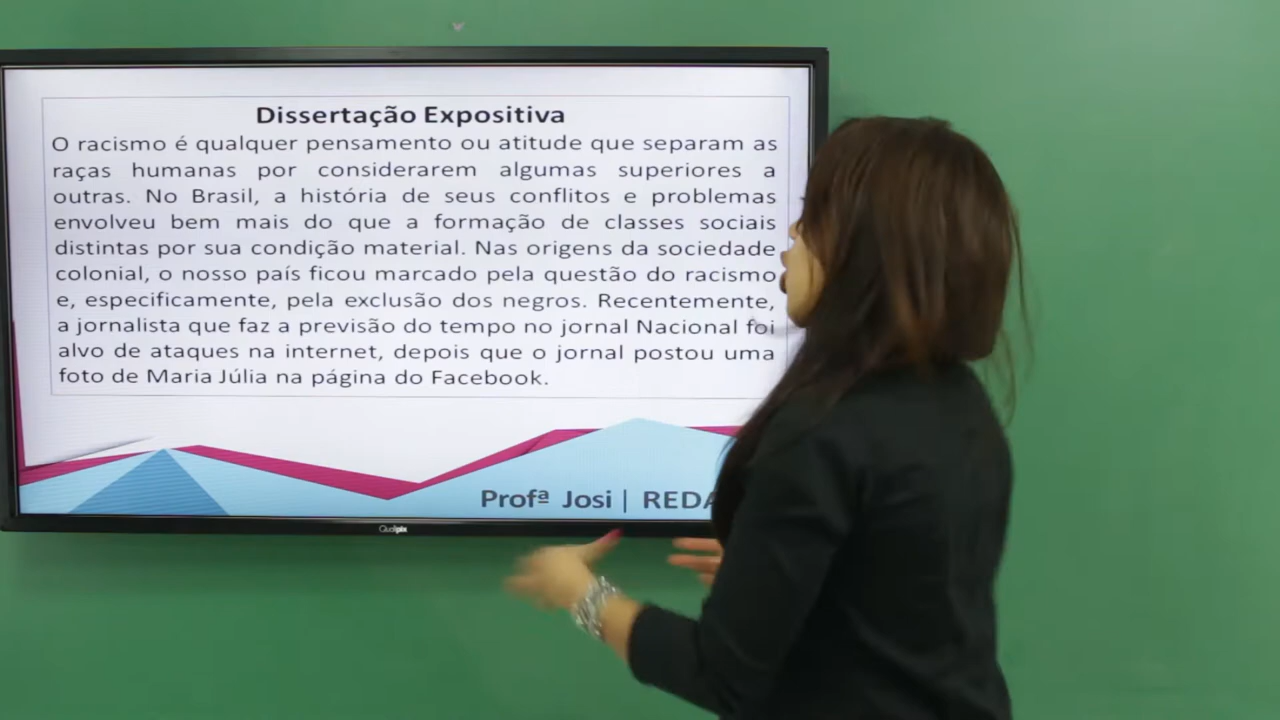 Dissertação Expositiva
O racismo é qualquer pensamento ou atitude que separam as
raças humanas por considerarem algumas superiores a
outras. No Brasil, a história de seus conflitos e problemas
envolveu bem mais do que a formação de classes sociais
distintas por sua condição material. Nas origens da sociedade
colonial, o nosso país ficou marcado pela questão do racismo
e, especificamente, pela exclusão dos negros. Recentemente,
a jornalista que faz a previsão do tempo no jornal Nacional foi
alvo de ataques na internet, depois que o jornal postou uma
foto de Maria Júlia na página do Facebook.
Profª Josi | REDA
Qualipix